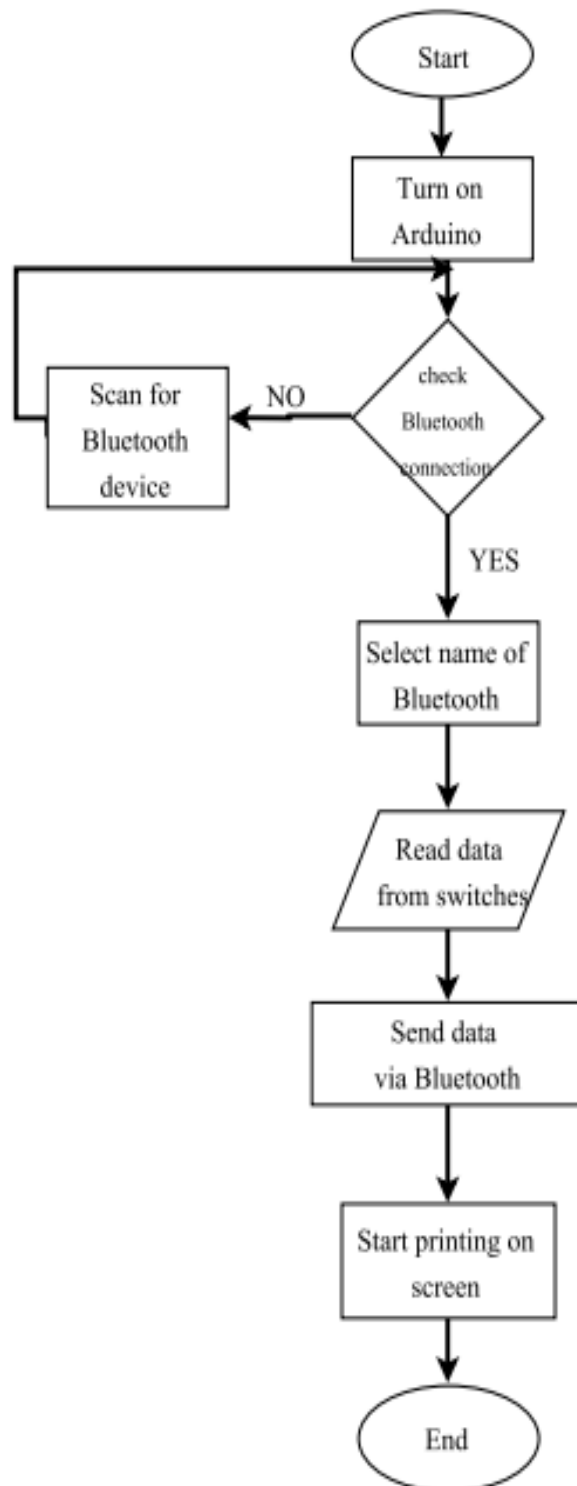 Start
Turn on
Arduino
check
Bluetooth
connection
NO
Scan for
Bluetooth
device
YES
Select name of
Bluetooth
Read data
from switches
Send data
via Bluetooth
Start printing on
screen
End